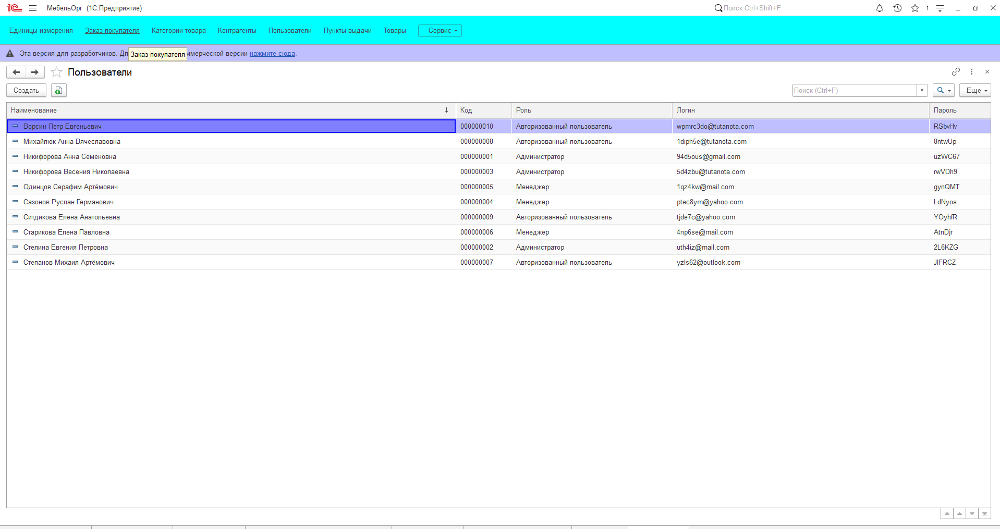 1С МебельОрг (1С:Предприятие) Поиск Ctrl+Shift+F 1
Единицы измерения Заказ покупателя Категории товара Контрагенты Пользователи Пункты выдачи Товары Сервис
Эта версия для разработчиков. Дл Заказ покупателя ммерческой версии нажмите сюда.
Пользователи
Создать Поиск (Ctrl+F) × Еще
Наименование ↓ Код Роль Логин Пароль
Ворсин Петр Евгеньевич 000000010 Авторизованный пользователь wpmrc3do@tutanota.com RSbvHv
Михайлюк Анна Вячеславовна 000000008 Авторизованный пользователь 1diph5e@tutanota.com 8ntwUp
Никифорова Анна Семеновна 000000001 Администратор 94d5ous@gmail.com uzWC67
Никифорова Весения Николаевна 000000003 Администратор 5d4zbu@tutanota.com rwVDh9
Одинцов Серафим Артёмович 000000005 Менеджер 1qz4kw@mail.com gynQMT
Сазонов Руслан Германович 000000004 Менеджер ptec8ym@yahoo.com LdNyos
Ситдикова Елена Анатольевна 000000009 Авторизованный пользователь tjde7c@yahoo.com YOyhfR
Старикова Елена Павловна 000000006 Менеджер 4np6se@mail.com AtnDjr
Степина Евгения Петровна 000000002 Администратор uth4iz@mail.com 2L6KZG
Степанов Михаил Артёмович 000000007 Авторизованный пользователь yzls62@outlook.com JlFRCZ